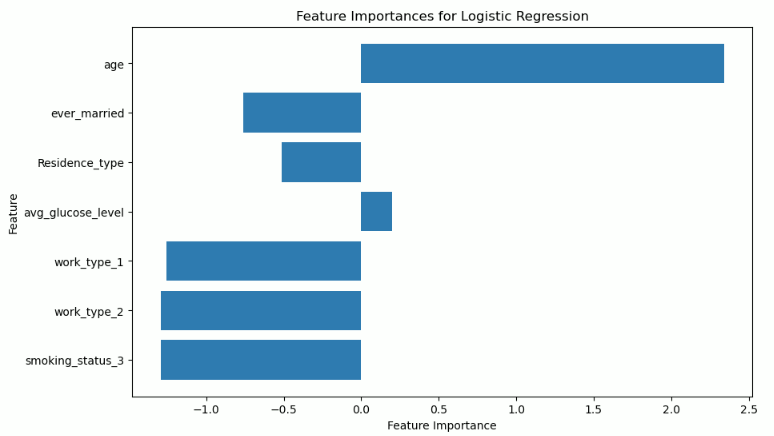 Feature Importances for Logistic Regression
age
ever_married
Residence_type
avg_glucose_level
work_type_1
work_type_2
smoking_status_3
Feature
−1.0 −0.5 0.0 0.5 1.0 1.5 2.0 2.5
Feature Importance